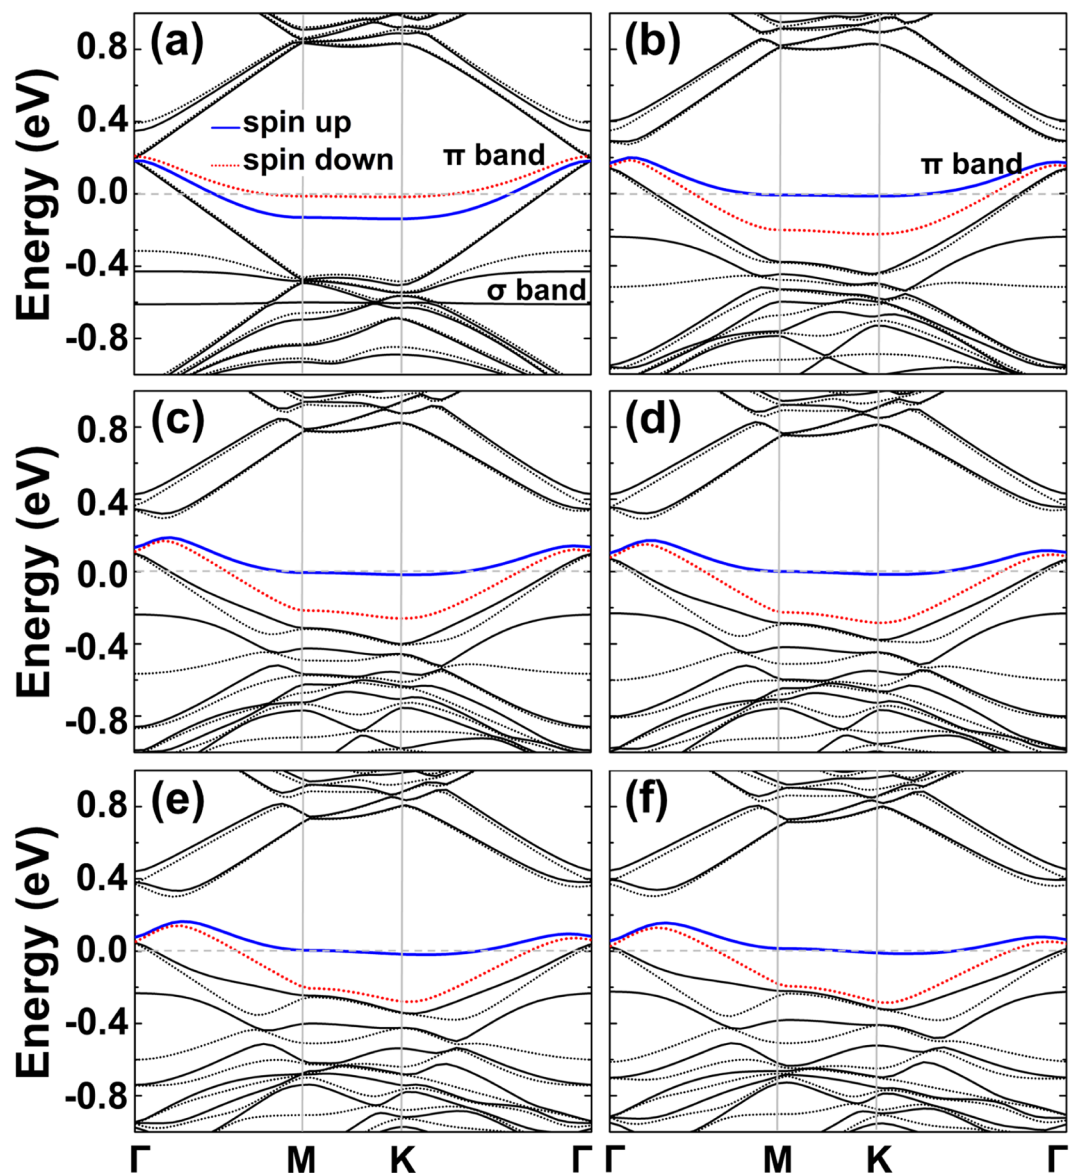 (a)
(b)
0.8
0.4
0.0
-0.4
-0.8
Energy (eV)
spin up
spin down
π band
σ band
π band
(c)
(d)
0.8
0.4
0.0
-0.4
-0.8
Energy (eV)
(e)
(f)
0.8
0.4
0.0
-0.4
-0.8
Energy (eV)
Γ M K Γ Γ M K Γ